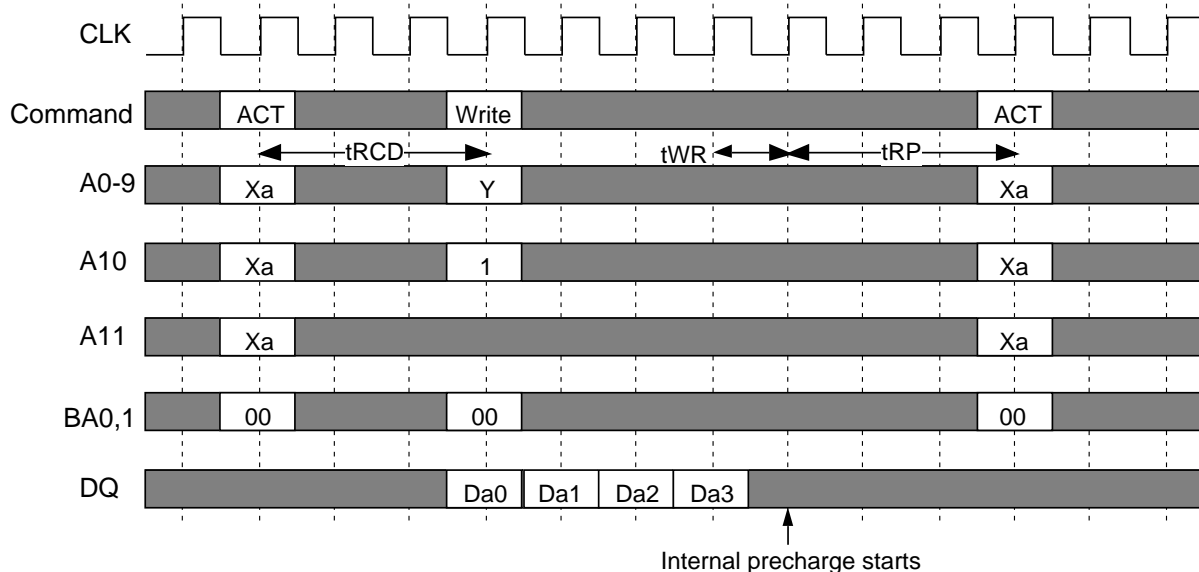 CLK
Command ACT Write ACT
tRCD tWR tRP
A0-9 Xa Y Xa
A10 Xa 1 Xa
A11 Xa Xa
BA0,1 00 00 00
DQ Da0 Da1 Da2 Da3
Internal precharge starts